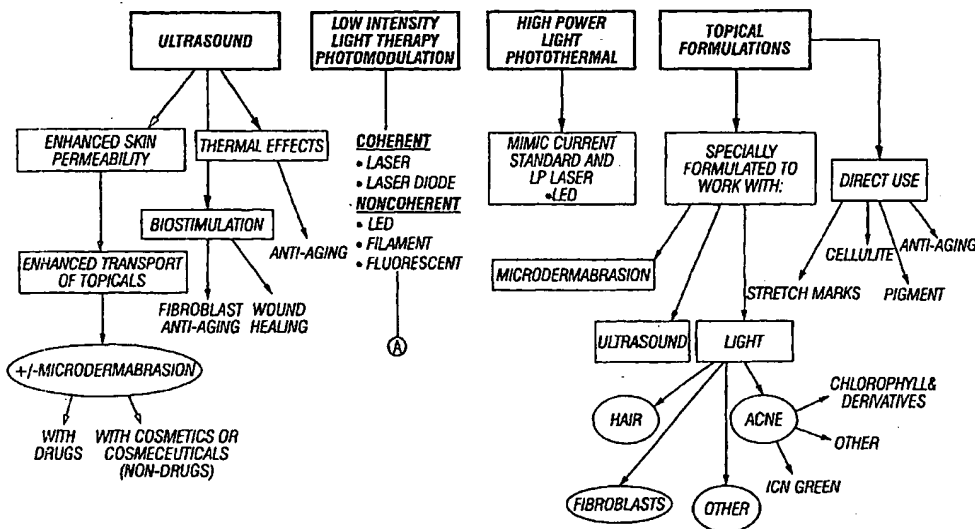 ULTRASOUND
LOW INTENSITY
LIGHT THERAPY
PHOTOMODULATION
HIGH POWER
LIGHT
PHOTOTHERMAL
TOPICAL
FORMULATIONS
ENHANCED SKIN
PERMEABILITY
THERMAL EFFECTS
BIOSTIMULATION
ANTI-AGING
ENHANCED TRANSPORT
OF TOPICALS
FIBROBLAST
ANTI-AGING
WOUND
HEALING
+/-MICRODERMABRASION
WITH
DRUGS
WITH COSMETICS OR
COSMECEUTICALS
(NON-DRUGS)
COHERENT
• LASER
• LASER DIODE
NONCOHERENT
• LED
• FILAMENT
• FLUORESCENT
A
MIMIC CURRENT
STANDARD AND
LP LASER
•LED
SPECIALLY
FORMULATED TO
WORK WITH:
DIRECT USE
MICRODERMABRASION
STRETCH MARKS
CELLULITE
PIGMENT
ANTI-AGING
ULTRASOUND
LIGHT
HAIR
FIBROBLASTS
OTHER
ACNE
CHLOROPHYLL&
DERIVATIVES
OTHER
ICN GREEN